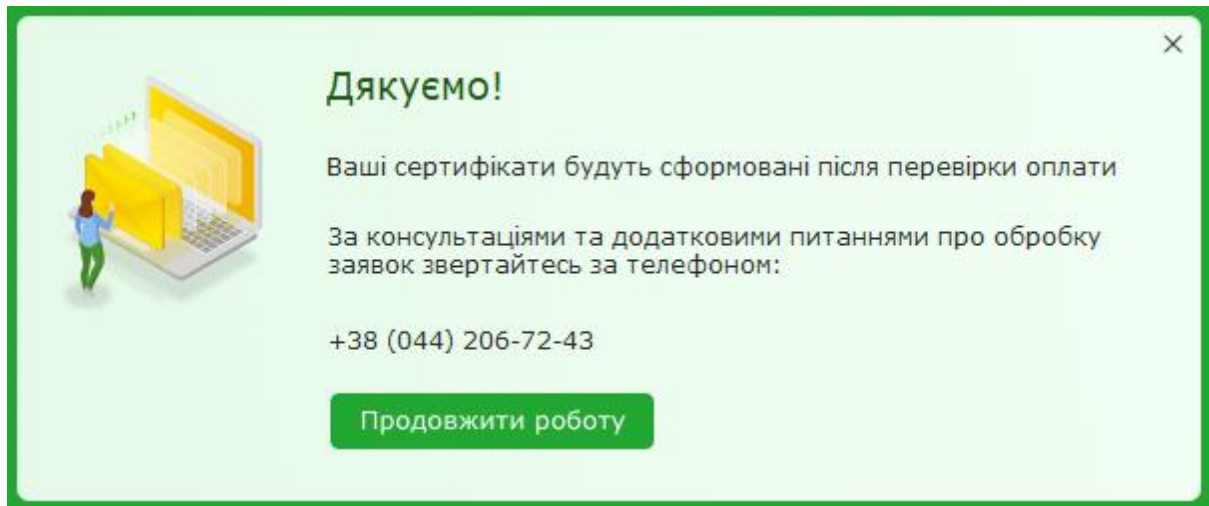 Дякуємо!
Ваші сертифікати будуть сформовані після перевірки оплати
За консультаціями та додатковими питаннями про обробку
заявок звертайтесь за телефоном:
+38 (044) 206-72-43
Продовжити роботу